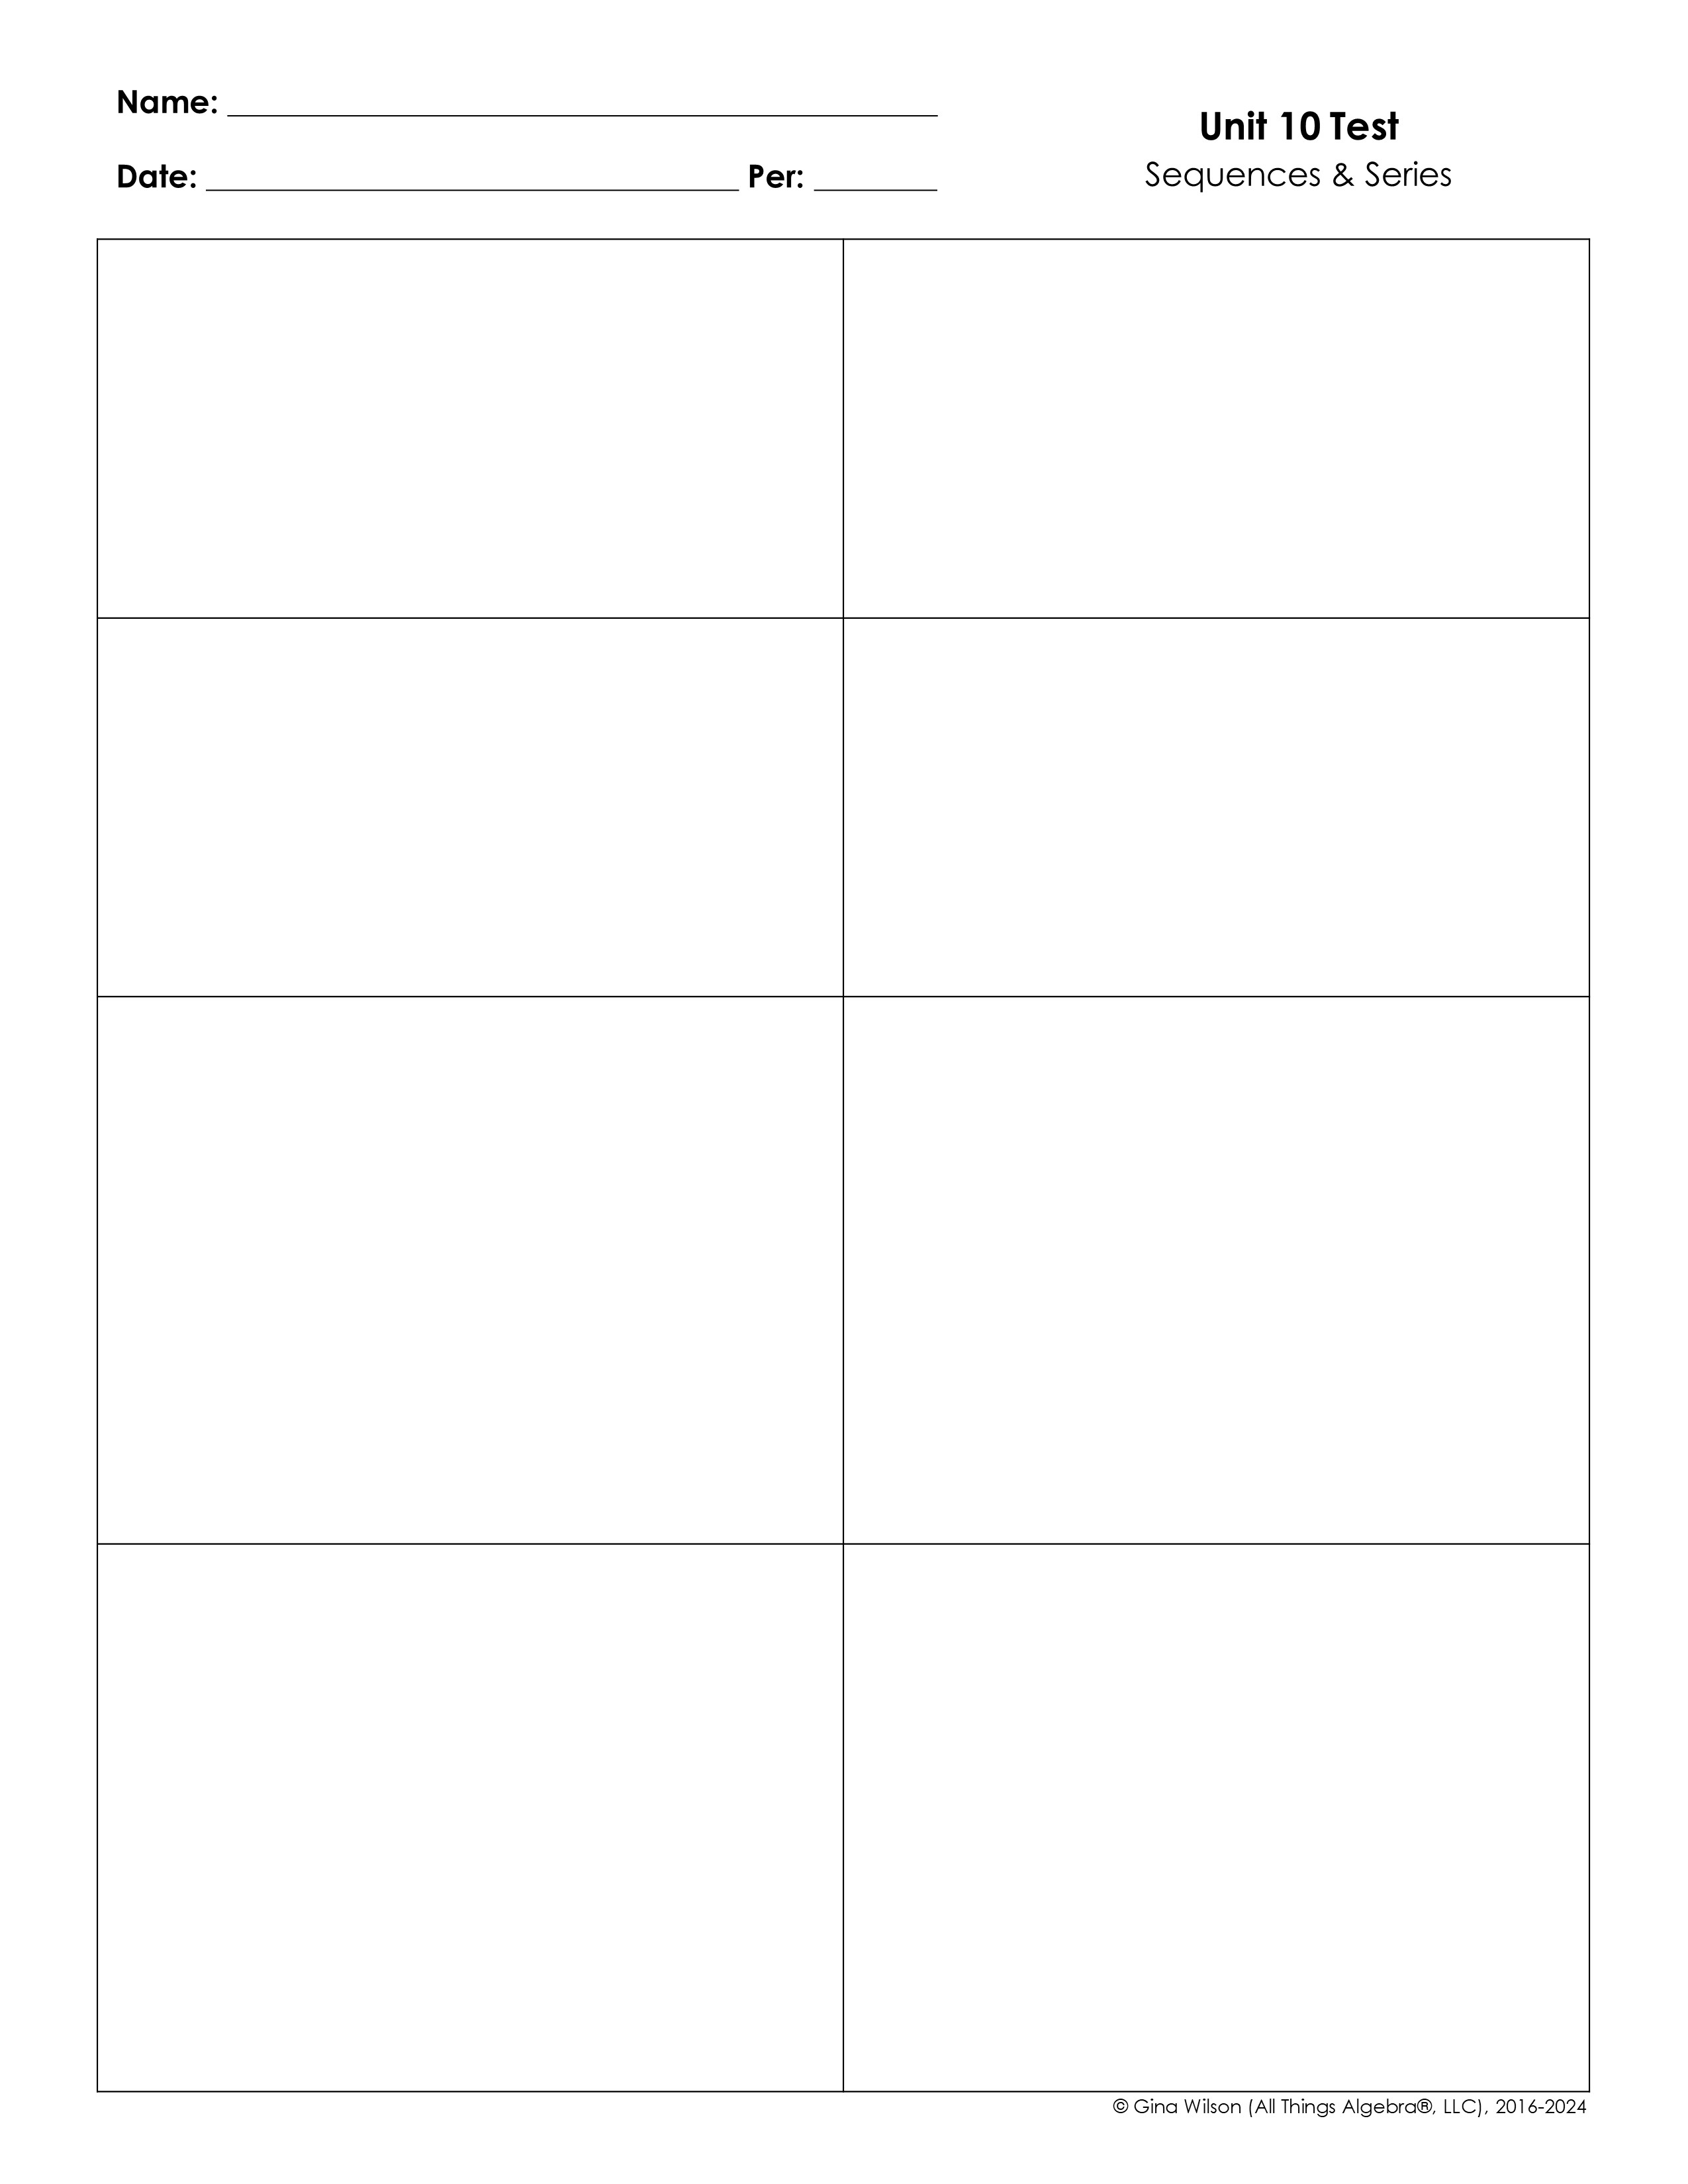 Name:
Unit 10 Test
Sequences & Series
Date: Per:
© Gina Wilson (All Things Algebra®, LLC), 2016-2024